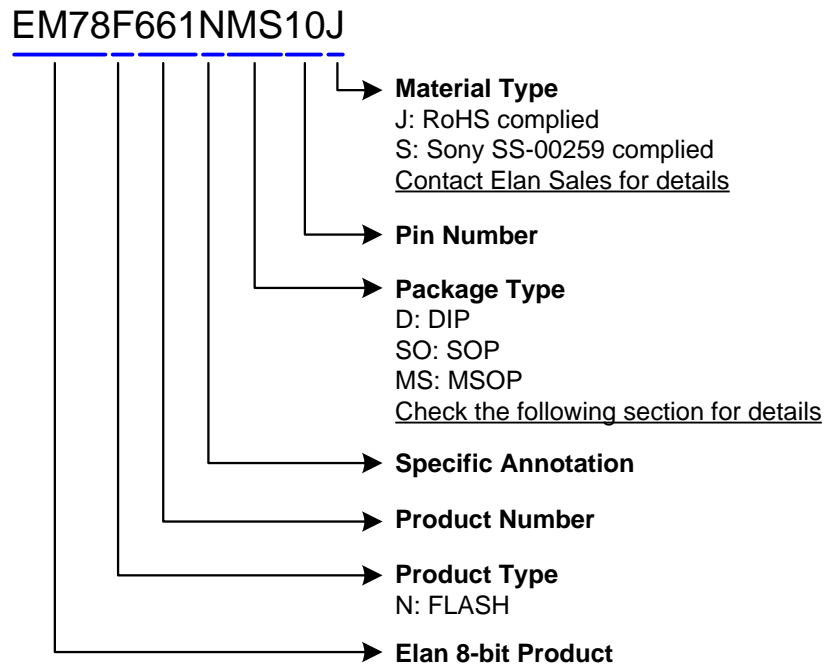 EM78F661NMS10J
Material Type
J: RoHS complied
S: Sony SS-00259 complied
Contact Elan Sales for details
Pin Number
Package Type
D: DIP
SO: SOP
MS: MSOP
Check the following section for details
Specific Annotation
Product Number
Product Type
N: FLASH
Elan 8-bit Product